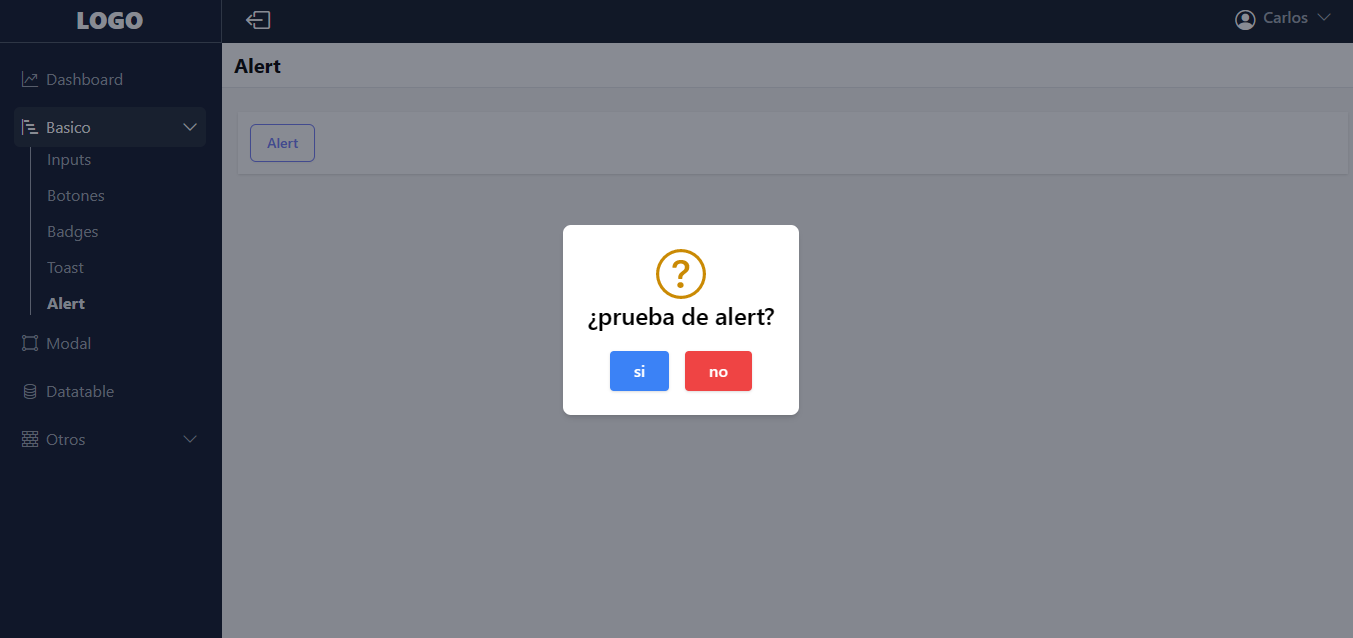 LOGO
Carlos
Dashboard
Basico
Inputs
Botones
Badges
Toast
Alert
Modal
Datatable
Otros
Alert
Alert
?
¿prueba de alert?
si
no